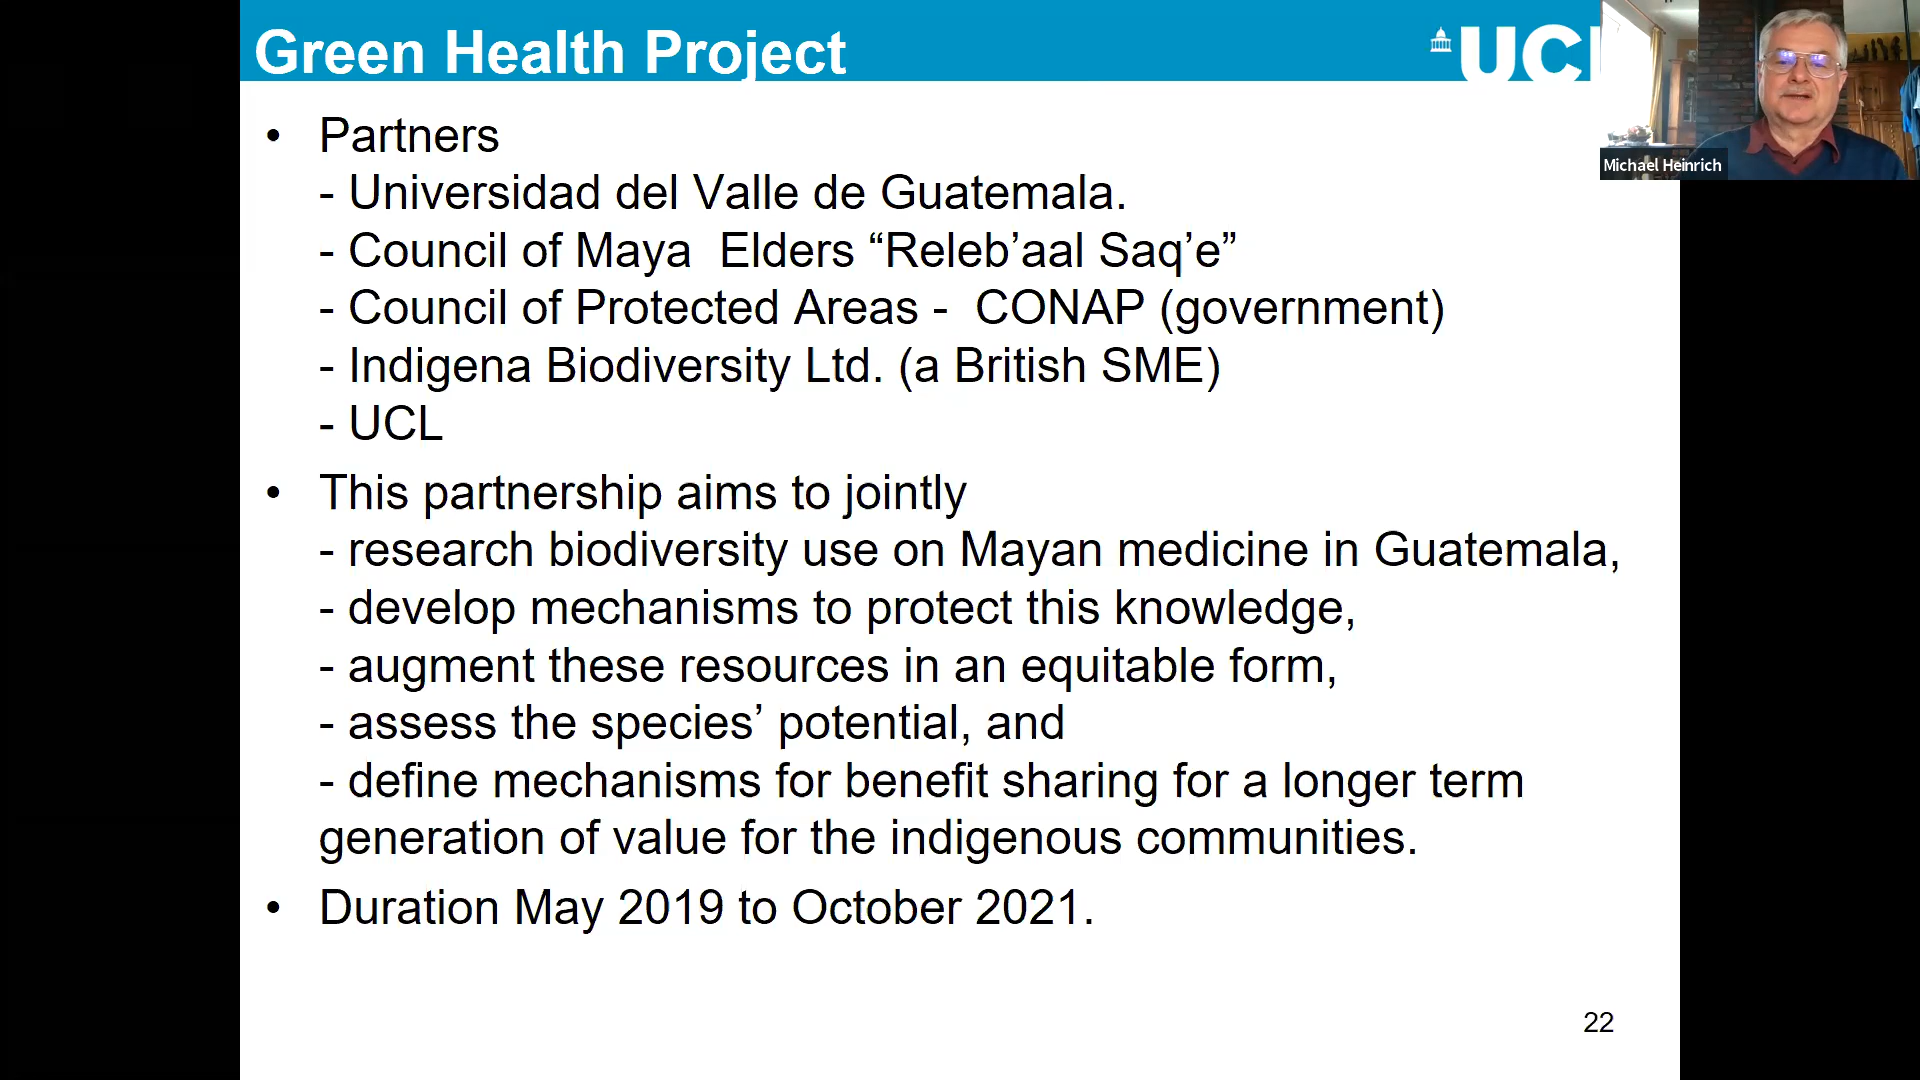 Green Health Project
UCL
Michael Heinrich
• Partners
- Universidad del Valle de Guatemala.
- Council of Maya  Elders “Releb’aal Saq’e”
- Council of Protected Areas -  CONAP (government)
- Indigena Biodiversity Ltd. (a British SME)
- UCL
• This partnership aims to jointly
- research biodiversity use on Mayan medicine in Guatemala,
- develop mechanisms to protect this knowledge,
- augment these resources in an equitable form,
- assess the species’ potential, and
- define mechanisms for benefit sharing for a longer term
generation of value for the indigenous communities.
• Duration May 2019 to October 2021.
22